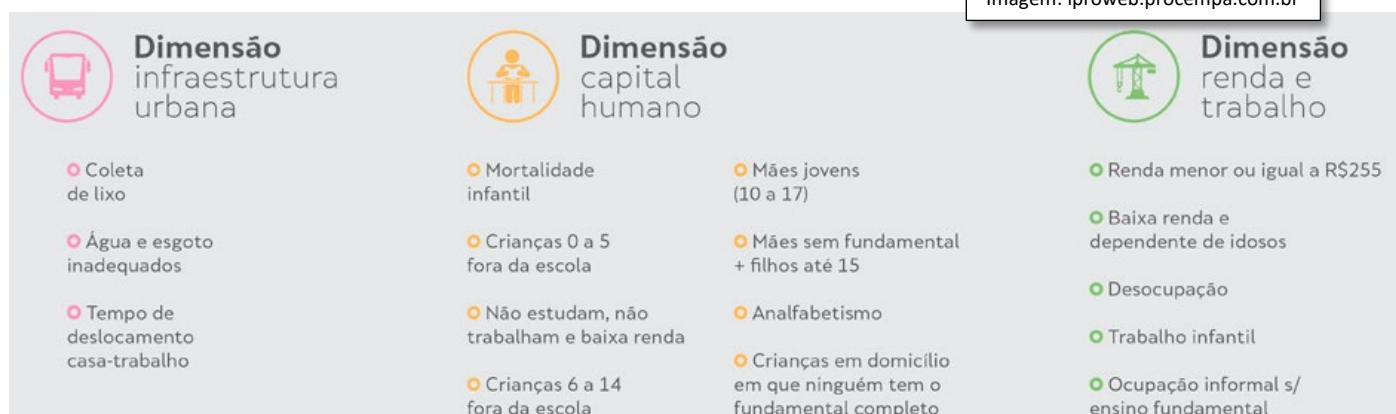 Imagem: iproweb.procempa.com.br
Dimensão
infraestrutura
urbana
Coleta
de lixo
Água e esgoto
inadequados
Tempo de
deslocamento
casa-trabalho
Dimensão
capital
humano
Mortalidade
infantil
Crianças 0 a 5
fora da escola
Não estudam, não
trabalham e baixa renda
Crianças 6 a 14
fora da escola
Mães jovens
(10 a 17)
Mães sem fundamental
+ filhos até 15
Analfabetismo
Crianças em domicílio
em que ninguém tem o
fundamental completo
Dimensão
renda e
trabalho
Renda menor ou igual a R$255
Baixa renda e
dependente de idosos
Desocupação
Trabalho infantil
Ocupação informal s/
ensino fundamental